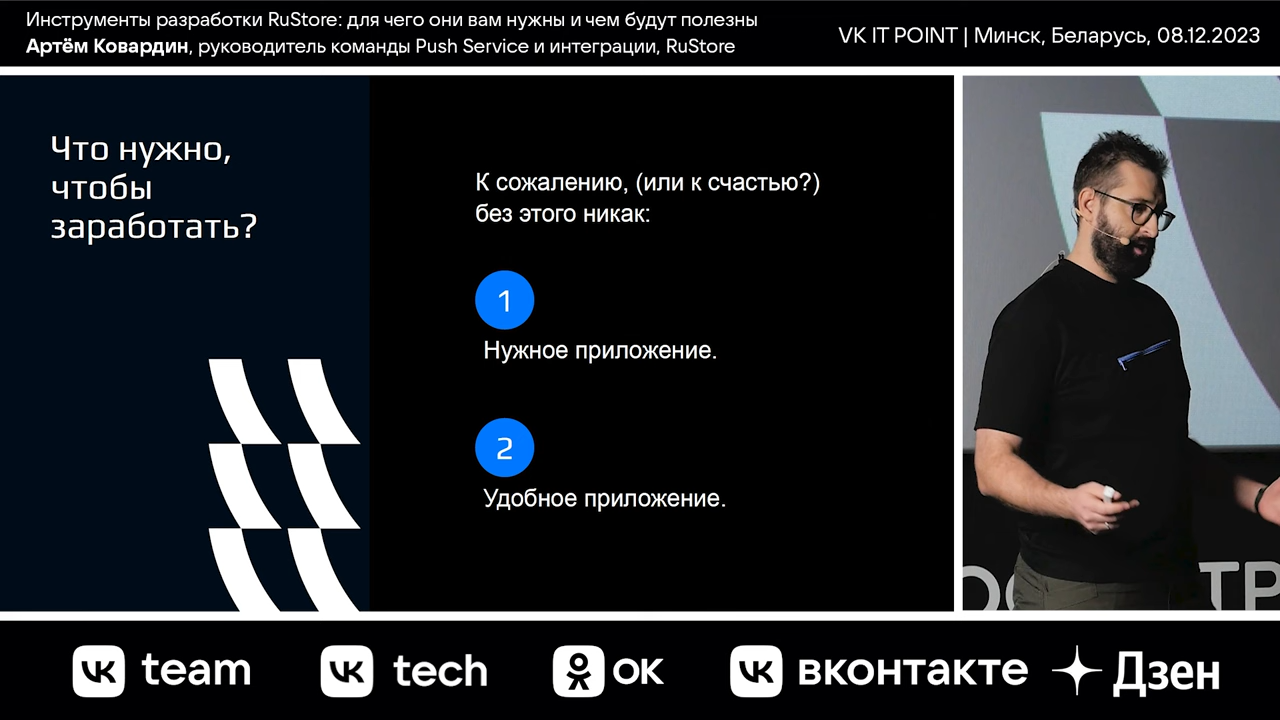 Инструменты разработки RuStore: для чего они вам нужны и чем будут полезны
Артём Ковардин, руководитель команды Push Service и интеграции, RuStore
VK IT POINT | Минск, Беларусь, 08.12.2023
Что нужно,
чтобы
заработать?
К сожалению, (или к счастью?)
без этого никак:
1
Нужное приложение.
2
Удобное приложение.
team
tech
ок
вконтакте
Дзен